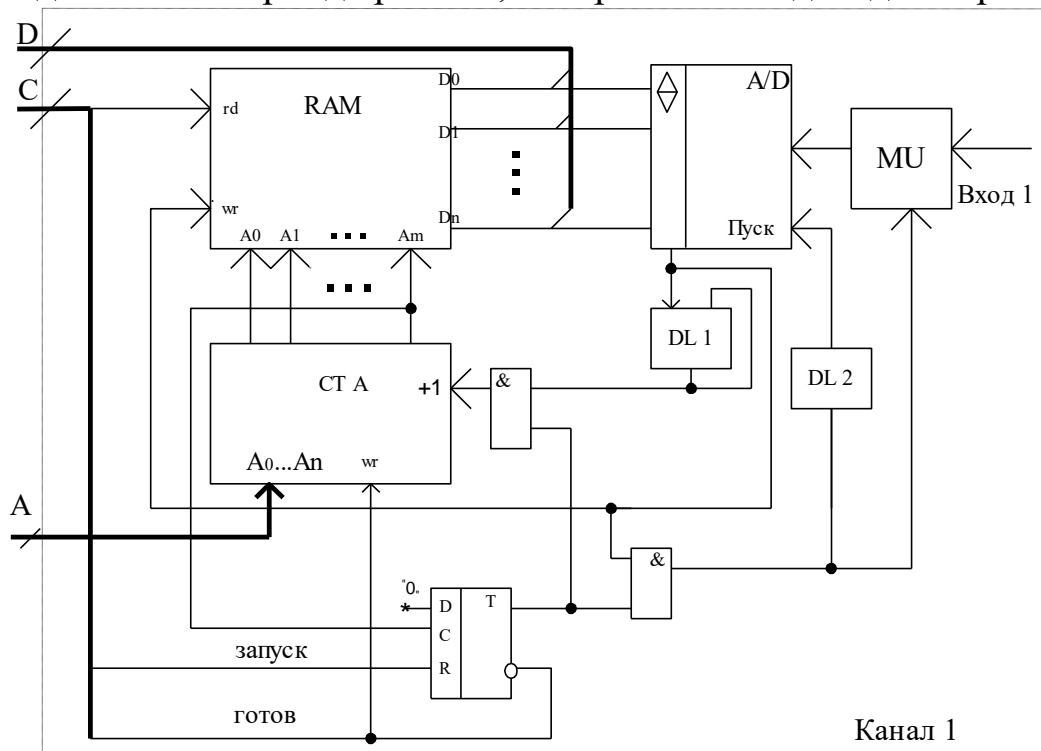 D
C
rd
RAM
D0
D1
Dn
wr
A0 A1 Am
A/D
Пуск
MU
Вход 1
DL 1
DL 2
СТ А
+1
&
A0...An
wr
A
&
"0"
*
D
T
C
R
запуск
готов
Канал 1